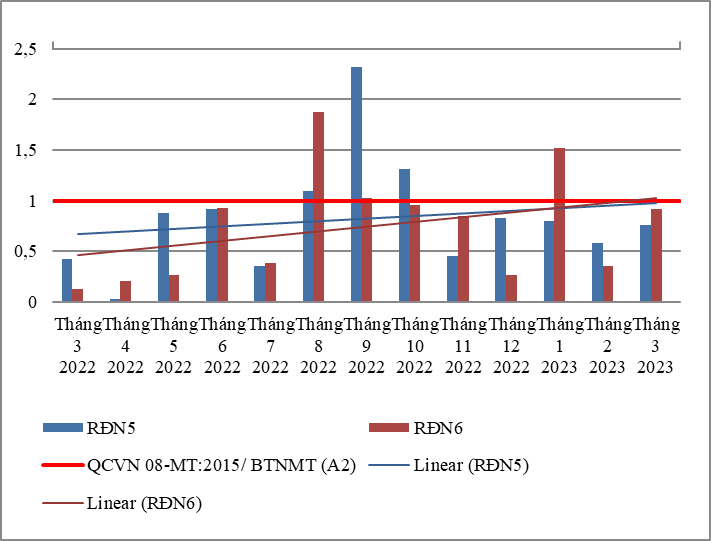 2,5
2
1,5
1
0,5
0
Tháng Tháng Tháng Tháng Tháng Tháng Tháng Tháng Tháng Tháng Tháng Tháng Tháng
3 4 5 6 7 8 9 10 11 12 1 2 3
2022 2022 2022 2022 2022 2022 2022 2022 2022 2022 2023 2023 2023
RĐN5 RĐN6
QCVN 08-MT:2015/ BTNMT (A2) Linear (RĐN5)
Linear (RĐN6)